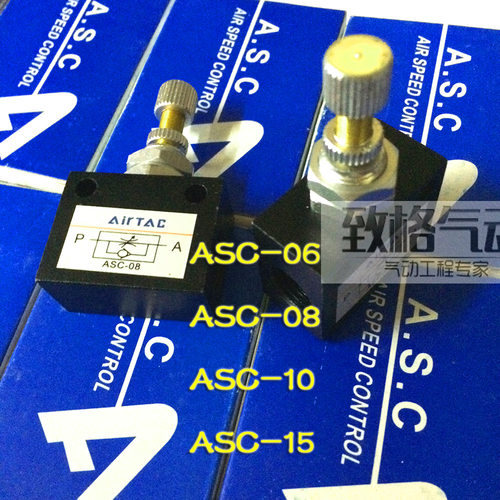 A.S.C
AIR SPEED CONTROL
A.S.C
AIR SPEED CONTROL
AirTAC
P
A
ASC-08
致格气动
气动工程专家
ASC-06
ASC-08
ASC-10
ASC-15
A.S.C
AIR SPEED CONTROL
A.S.C
AIR SPEED CONTROL